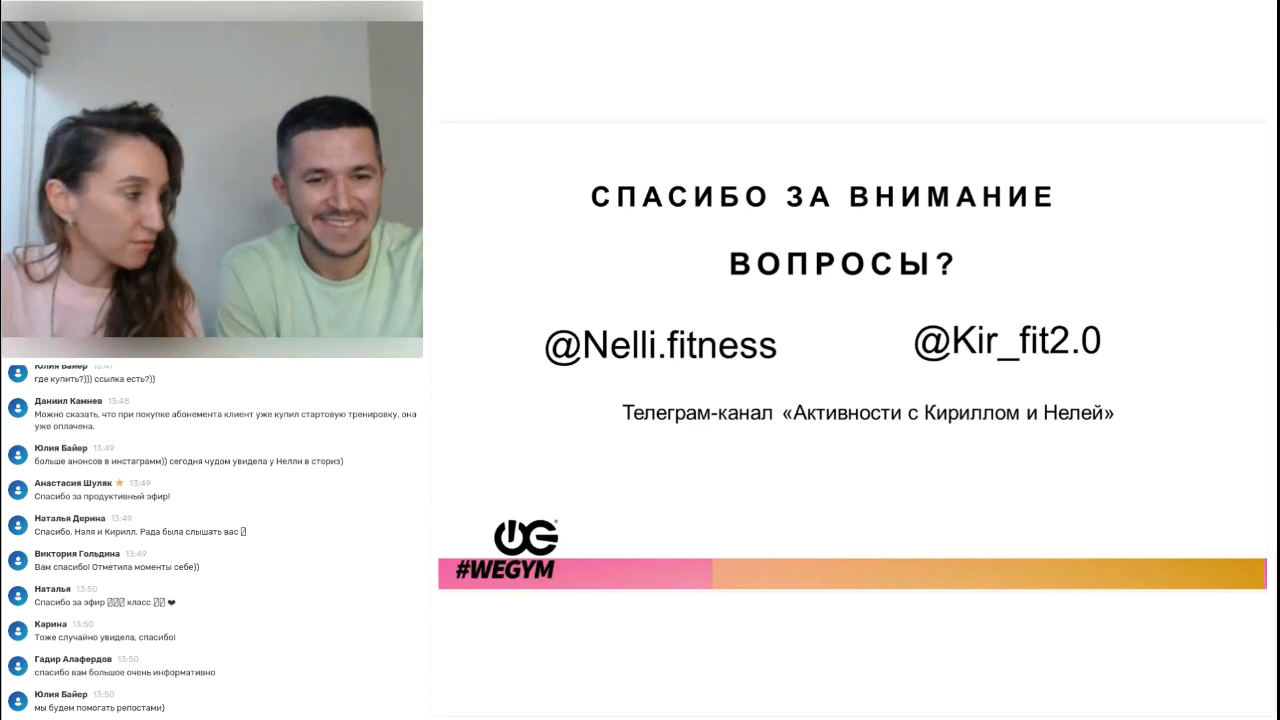 СПАСИБО ЗА ВНИМАНИЕ
ВОПРОСЫ?
@Nelli.fitness
@Kir_fit2.0
Телеграм-канал «Активности с Кириллом и Нелей»
#WEGYM
Юлия Байер 13:47
где купить?))) ссылка есть?))
Даниил Камнев 13:48
Можно сказать, что при покупке абонемента клиент уже купил стартовую тренировку, она
уже оплачена.
Юлия Байер 13:49
больше анонсов в инстаграмм)) сегодня чудом увидела у Нелли в сториз)
Анастасия Шуляк 13:49
Спасибо за продуктивный эфир!
Наталья Дерина 13:49
Спасибо, Нэля и Кирилл. Рада была слышать вас
Виктория Гольдина 13:49
Вам спасибо! Отметила моменты себе))
Наталья 13:50
Спасибо за эфир класс ❤
Карина 13:50
Тоже случайно увидела, спасибо!
Гадир Алафердов 13:50
спасибо вам большое очень информативно
Юлия Байер 13:50
мы будем помогать репостами)